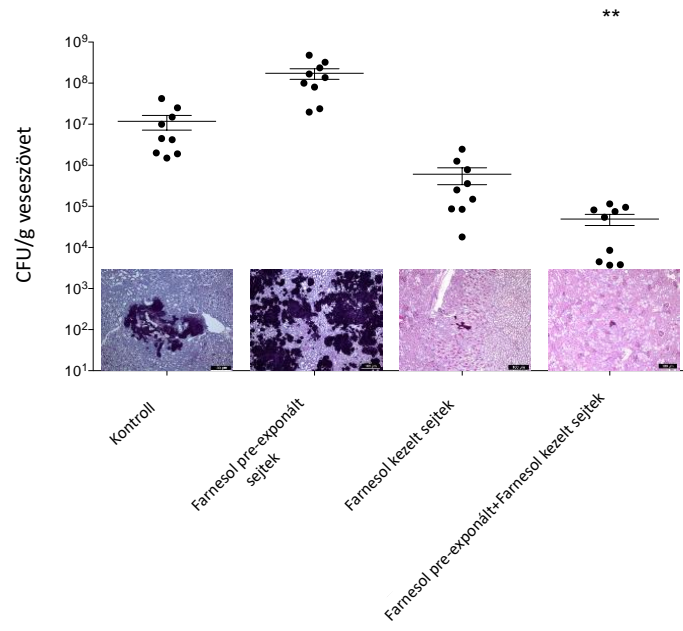 **
10⁹
10⁸
10⁷
10⁶
10⁵
10⁴
10³
10²
10¹
CFU/g veseszövet
Kontroll
Farnesol pre-exponált
sejtek
Farnesol kezelt sejtek
Farnesol pre-exponált+Farnesol kezelt sejtek